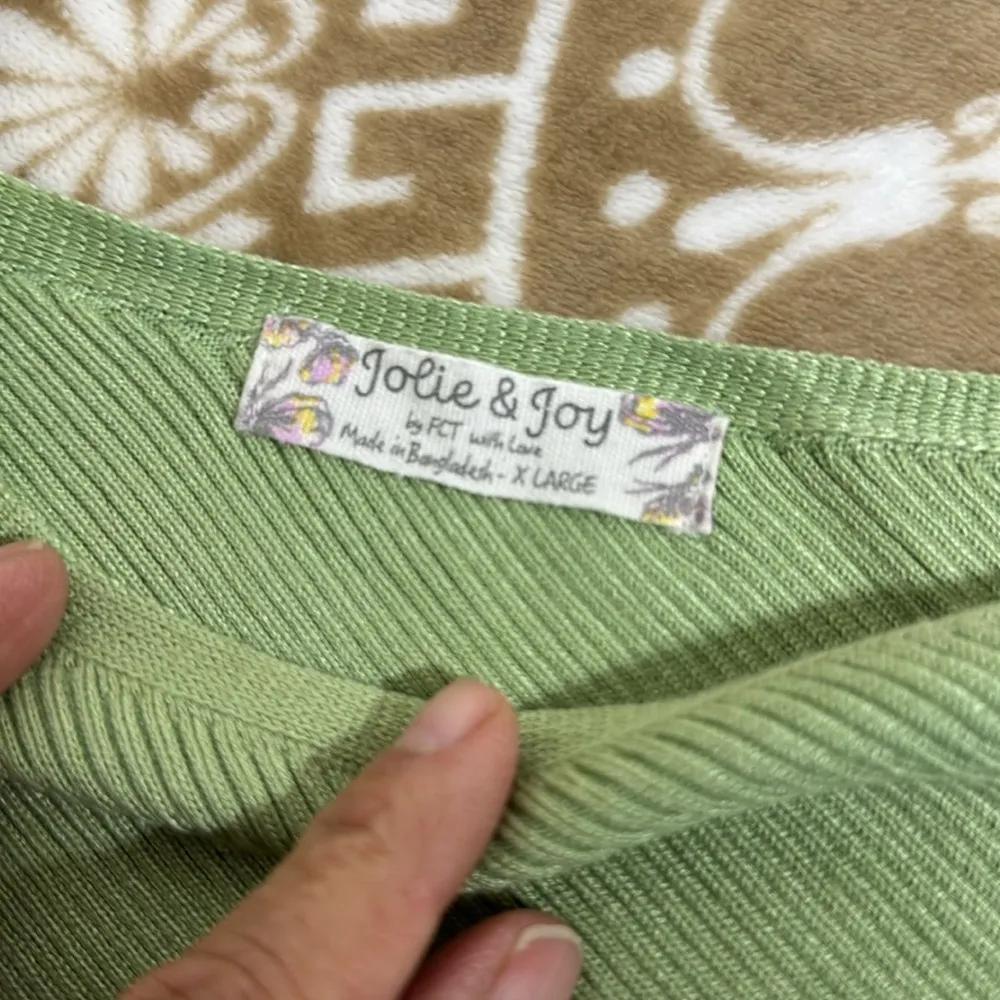 Jolie & Joy
by FCT with Love
Made in Bangladesh - X LARGE